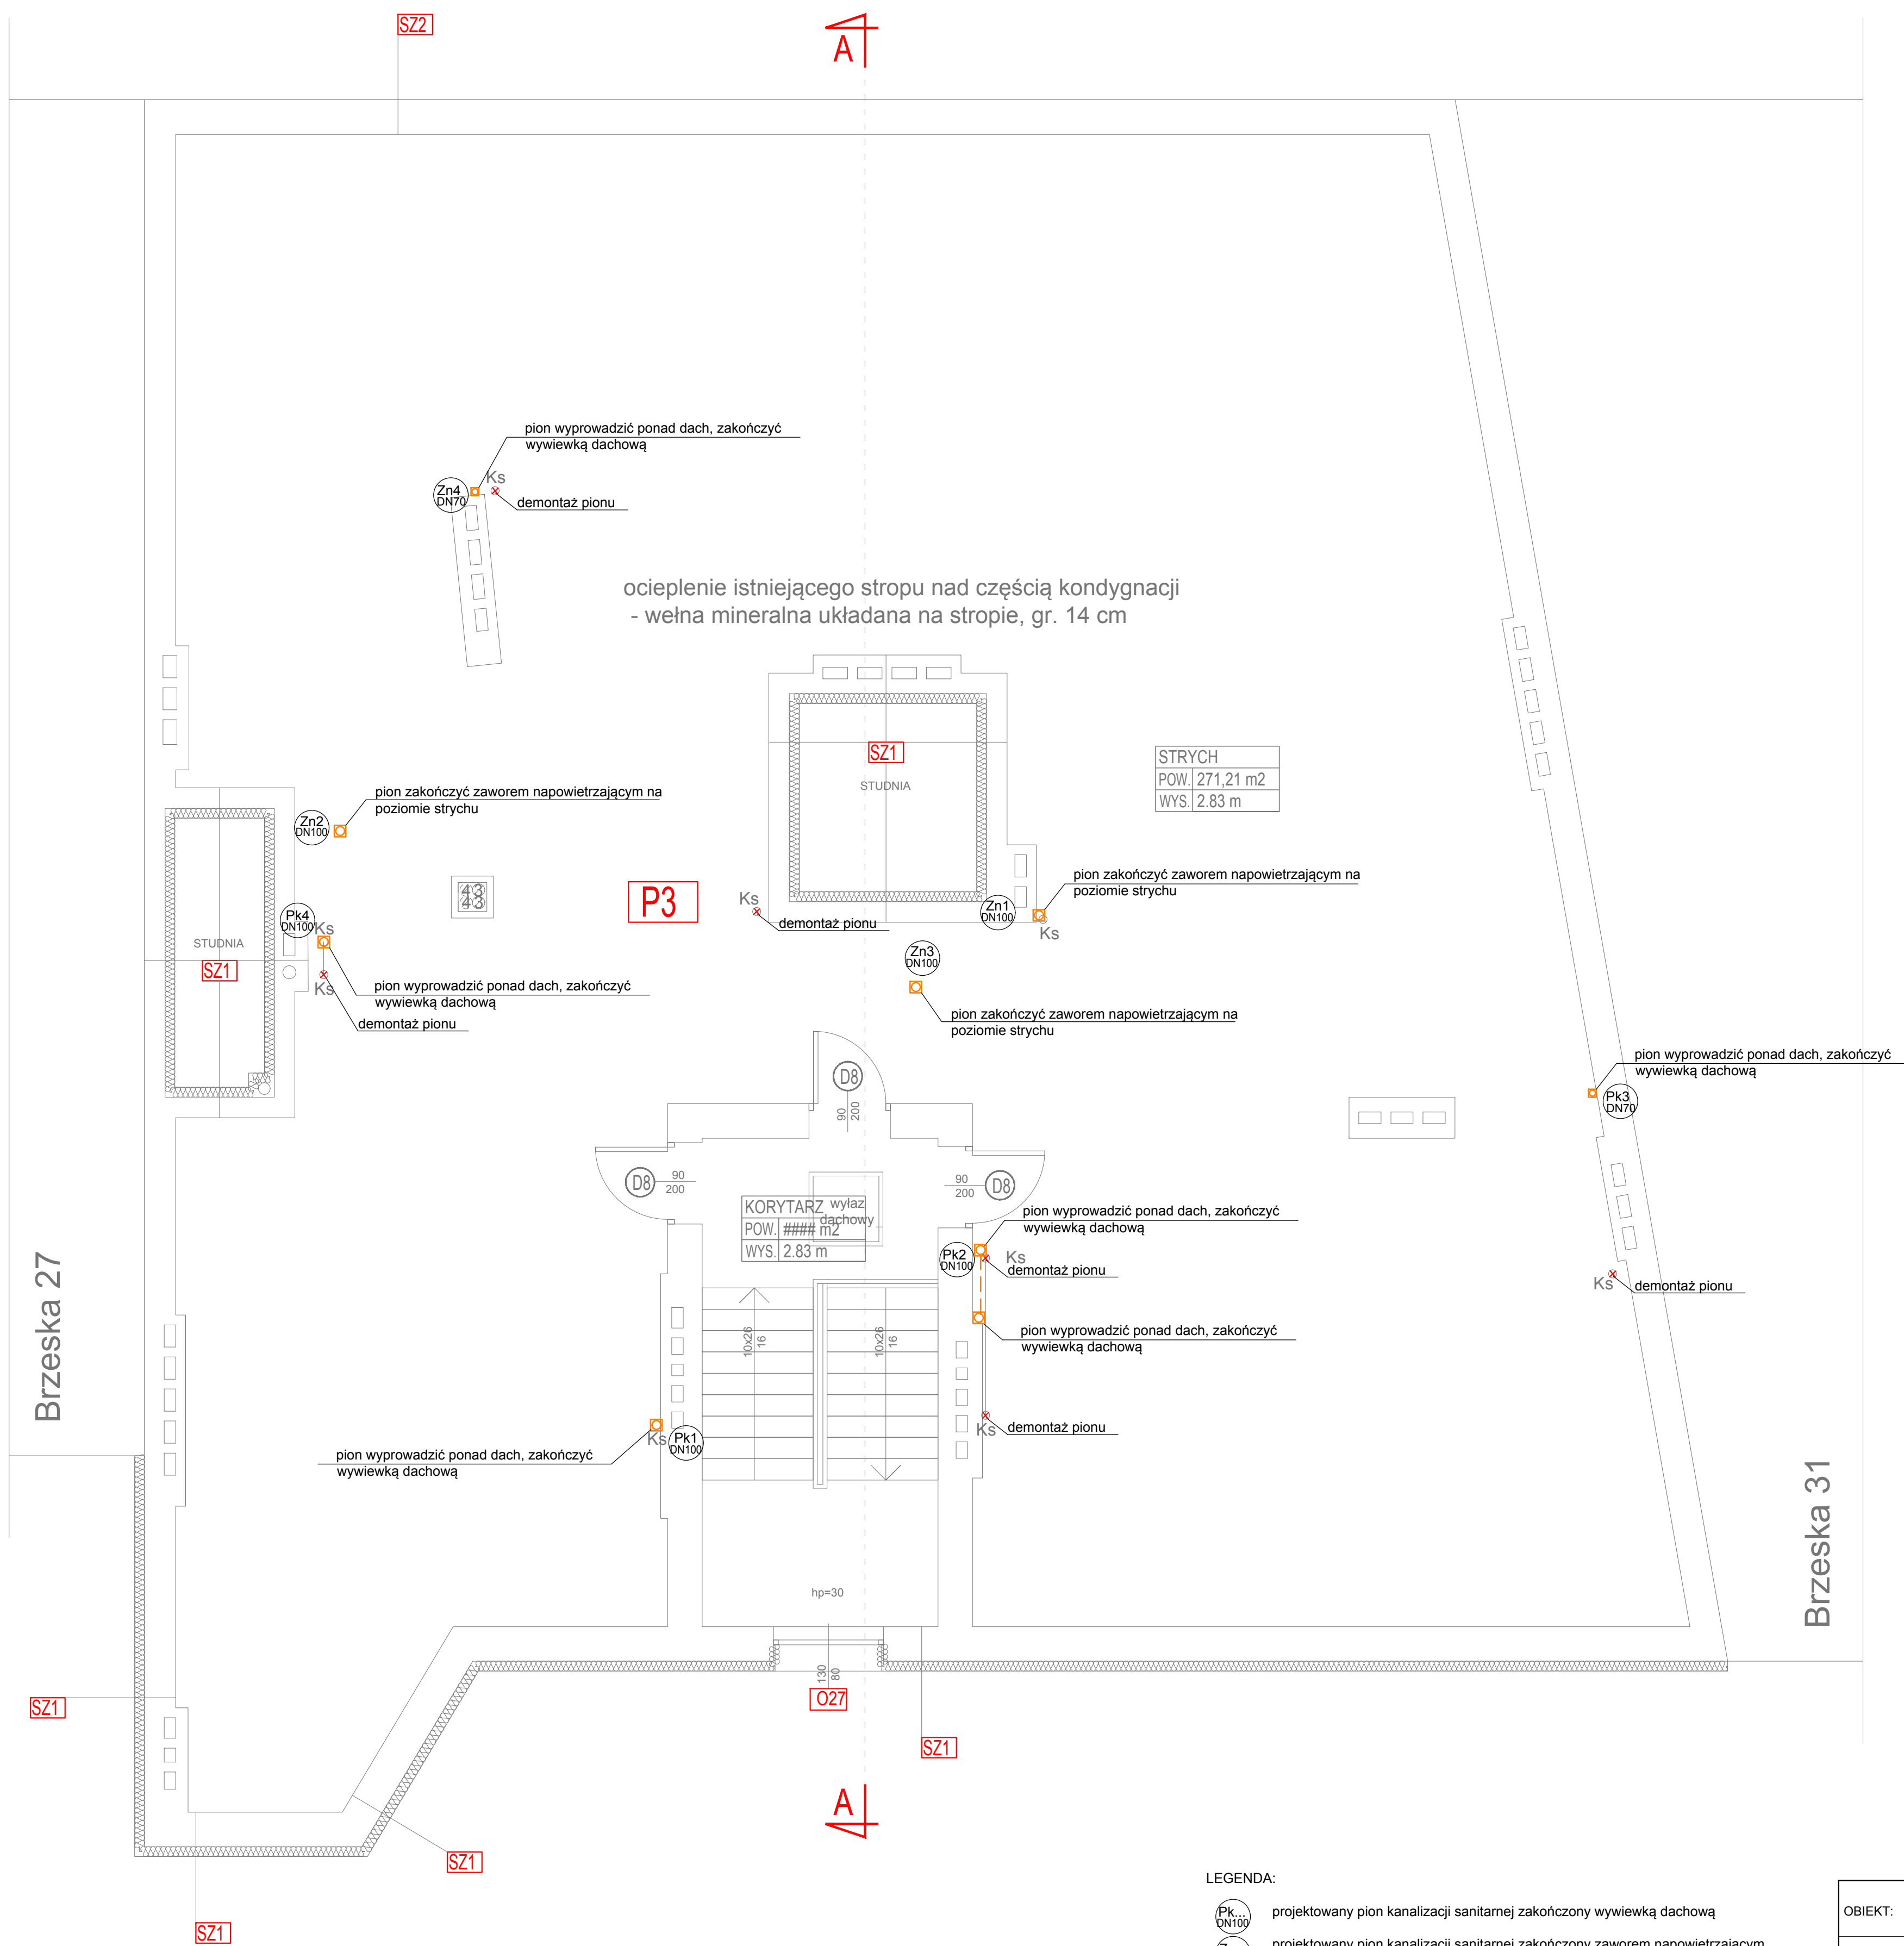 SZ2
A
pion wyprowadzić ponad dach, zakończyć
wywiewką dachową
Ks
Zn4
DN70
demontaż pionu
ocieplenie istniejącego stropu nad częścią kondygnacji
- wełna mineralna układana na stropie, gr. 14 cm
SZ1
STUDNIA
STRYCH
POW. 271,21 m2
WYS. 2.83 m
pion zakończyć zaworem napowietrzającym na
poziomie strychu
Zn2
DN100
43
43
P3
Ks
demontaż pionu
pion zakończyć zaworem napowietrzającym na
poziomie strychu
Zn1
DN100
Ks
Pk4
DN100
Ks
STUDNIA
SZ1
Ks
pion wyprowadzić ponad dach, zakończyć
wywiewką dachową
demontaż pionu
Zn3
DN100
pion zakończyć zaworem napowietrzającym na
poziomie strychu
pion wyprowadzić ponad dach, zakończyć
wywiewką dachową
Pk3
DN70
D8
90
200
D8
90
200
90
200
D8
KORYTARZ
POW. #### m2
WYS. 2.83 m
wyłaz
dachowy
pion wyprowadzić ponad dach, zakończyć
wywiewką dachową
Pk2
DN100
Ks
demontaż pionu
Ks
demontaż pionu
pion wyprowadzić ponad dach, zakończyć
wywiewką dachową
10x26
16
10x26
16
Ks
demontaż pionu
Ks
Pk1
DN100
pion wyprowadzić ponad dach, zakończyć
wywiewką dachową
Brzeska 27
Brzeska 31
hp=30
130
80
O27
SZ1
SZ1
A
SZ1
SZ1
LEGENDA:
Pk...
DN100
projektowany pion kanalizacji sanitarnej zakończony wywiewką dachową
projektowany pion kanalizacji sanitarnej zakończony zaworem napowietrzającym
OBIEKT: